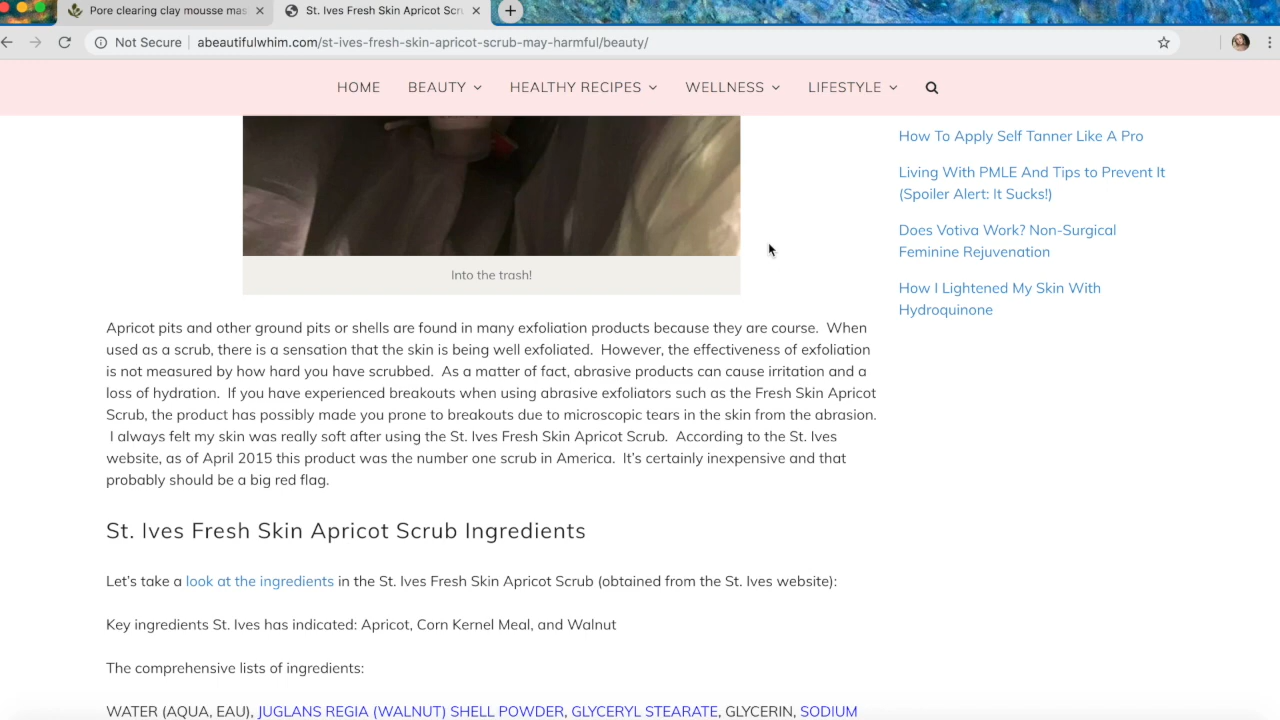 Pore clearing clay mousse mas
St. Ives Fresh Skin Apricot Scru
Not Secure
abeautifulwhim.com/st-ives-fresh-skin-apricot-scrub-may-harmful/beauty/
HOME BEAUTY HEALTHY RECIPES WELLNESS LIFESTYLE
Into the trash!
Apricot pits and other ground pits or shells are found in many exfoliation products because they are course. When
used as a scrub, there is a sensation that the skin is being well exfoliated. However, the effectiveness of exfoliation
is not measured by how hard you have scrubbed. As a matter of fact, abrasive products can cause irritation and a
loss of hydration. If you have experienced breakouts when using abrasive exfoliators such as the Fresh Skin Apricot
Scrub, the product has possibly made you prone to breakouts due to microscopic tears in the skin from the abrasion.
I always felt my skin was really soft after using the St. Ives Fresh Skin Apricot Scrub. According to the St. Ives
website, as of April 2015 this product was the number one scrub in America. It's certainly inexpensive and that
probably should be a big red flag.
St. Ives Fresh Skin Apricot Scrub Ingredients
Let's take a look at the ingredients in the St. Ives Fresh Skin Apricot Scrub (obtained from the St. Ives website):
Key ingredients St. Ives has indicated: Apricot, Corn Kernel Meal, and Walnut
The comprehensive lists of ingredients:
WATER (AQUA, EAU), JUGLANS REGIA (WALNUT) SHELL POWDER, GLYCERYL STEARATE, GLYCERIN, SODIUM
How To Apply Self Tanner Like A Pro
Living With PMLE And Tips to Prevent It
(Spoiler Alert: It Sucks!)
Does Votiva Work? Non-Surgical
Feminine Rejuvenation
How I Lightened My Skin With
Hydroquinone